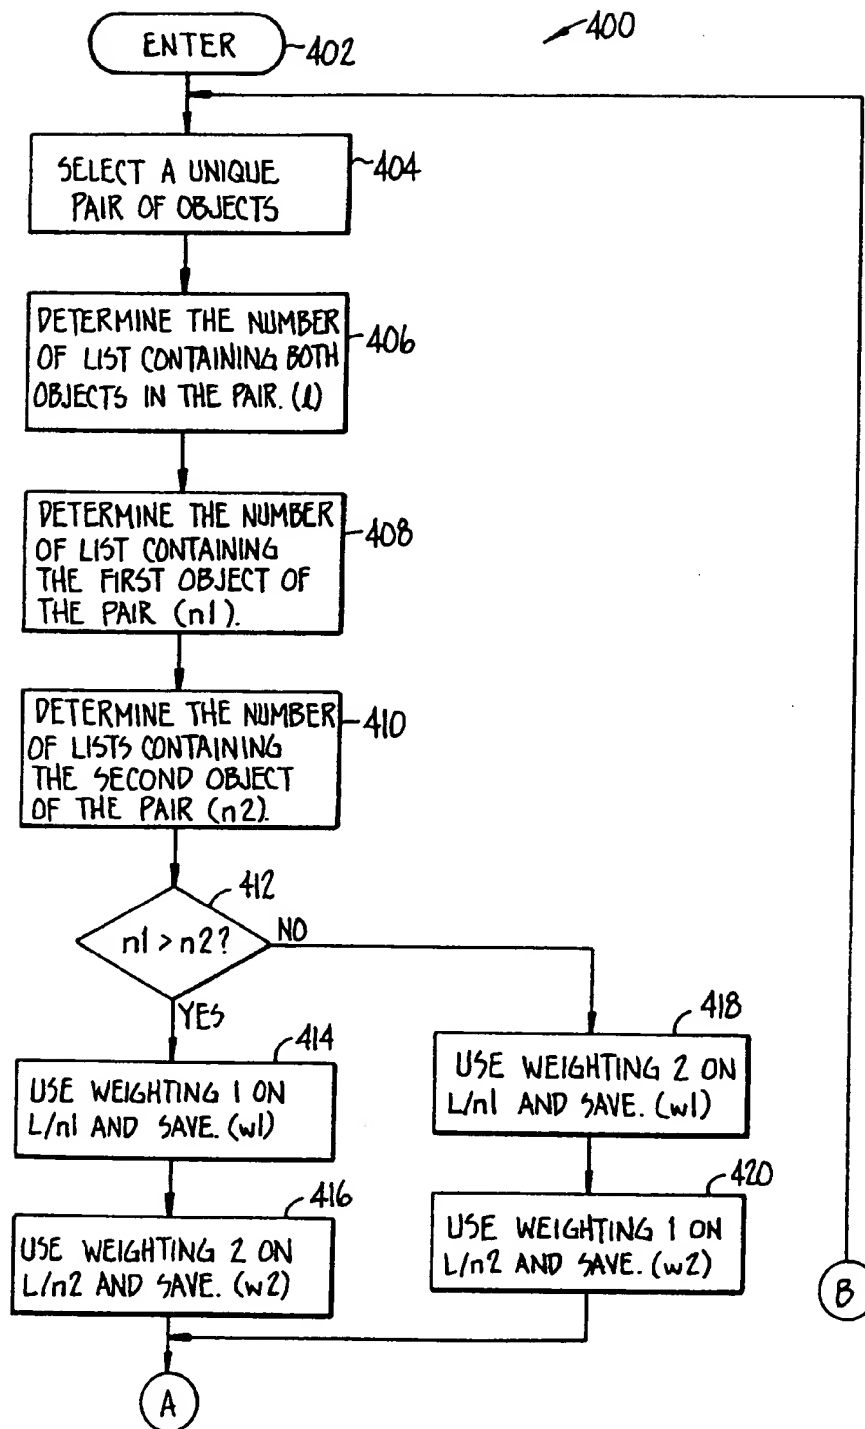 400
ENTER
402
SELECT A UNIQUE
PAIR OF OBJECTS
404
DETERMINE THE NUMBER
OF LIST CONTAINING BOTH
OBJECTS IN THE PAIR. (l)
406
DETERMINE THE NUMBER
OF LIST CONTAINING
THE FIRST OBJECT OF
THE PAIR (n1).
408
DETERMINE THE NUMBER
OF LISTS CONTAINING
THE SECOND OBJECT
OF THE PAIR (n2).
410
412
n1 > n2?
NO
YES
414
USE WEIGHTING 1 ON
L/n1 AND SAVE. (w1)
416
USE WEIGHTING 2 ON
L/n2 AND SAVE. (w2)
418
USE WEIGHTING 2 ON
L/n1 AND SAVE. (w1)
420
USE WEIGHTING 1 ON
L/n2 AND SAVE. (w2)
B
A